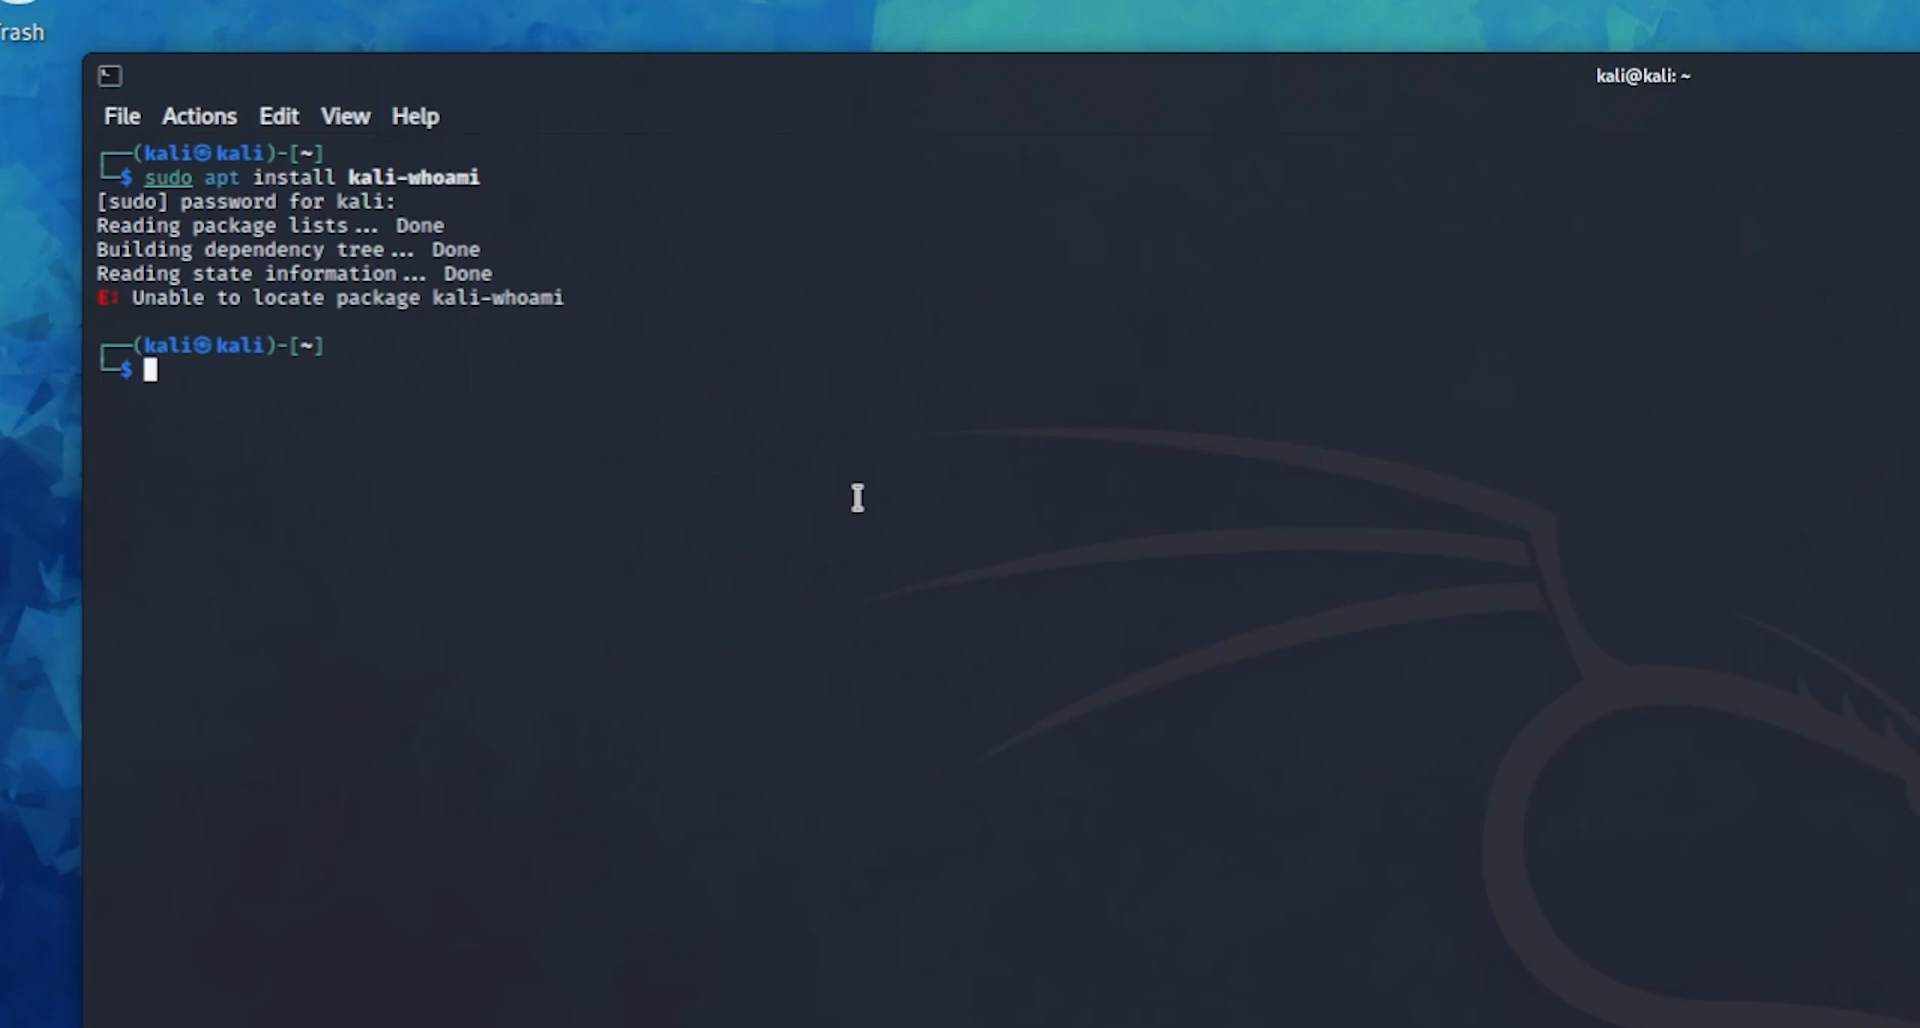 rash
kali@kali: ~
File Actions Edit View Help
┌──(kali㉿kali)-[~]
└─$ sudo apt install kali-whoami
[sudo] password for kali:
Reading package lists... Done
Building dependency tree... Done
Reading state information... Done
E: Unable to locate package kali-whoami
┌──(kali㉿kali)-[~]
└─$